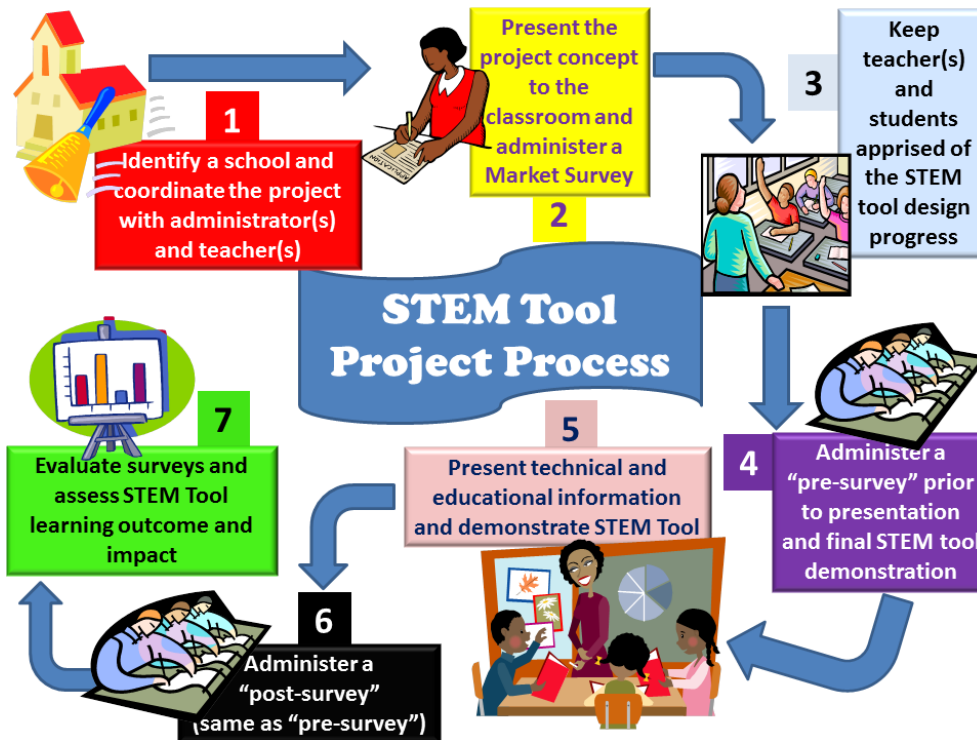 1
Identify a school and
coordinate the project
with administrator(s)
and teacher(s)
APPLICATION
Present the
project concept
to the
classroom and
administer a
Market Survey
2
3
Keep
teacher(s)
and
students
apprised of
the STEM
tool design
progress
STEM Tool
Project Process
4
Administer a
“pre-survey” prior
to presentation
and final STEM tool
demonstration
5
Present technical and
educational information
and demonstrate STEM Tool
6
Administer a
“post-survey”
(same as “pre-survey”)
7
Evaluate surveys and
assess STEM Tool
learning outcome and
impact